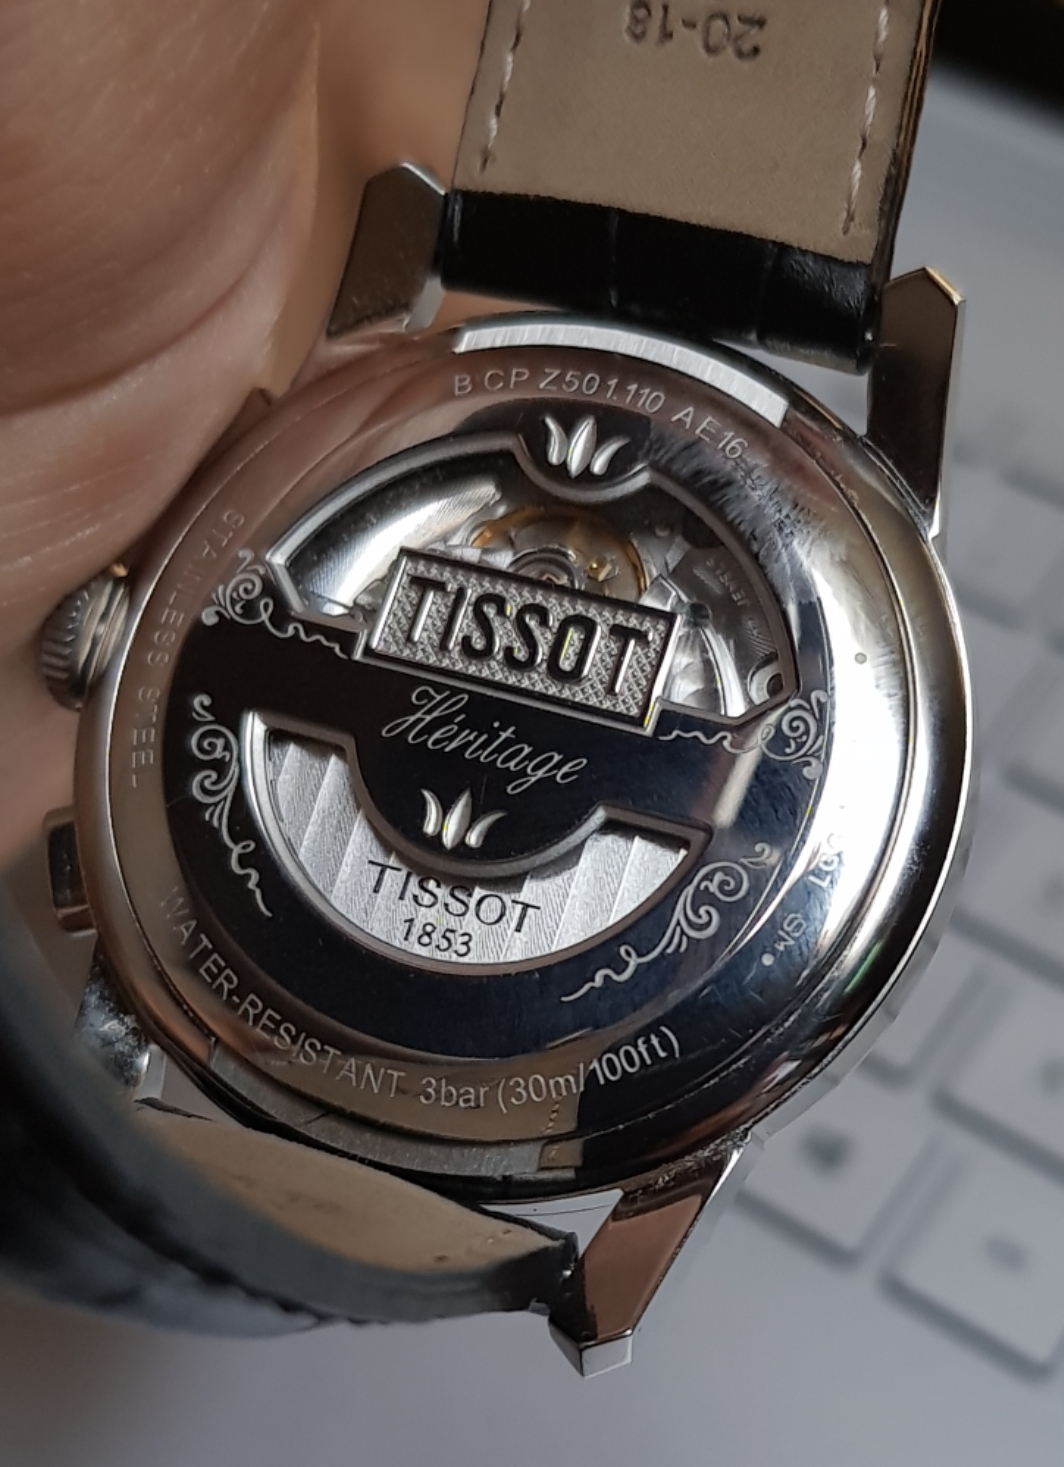 20-18
B CP Z501.110 AE16-
STAINLESS STEEL
TISSOT
Héritage
TISSOT
1853
WATER-RESISTANT 3bar (30m/100ft)